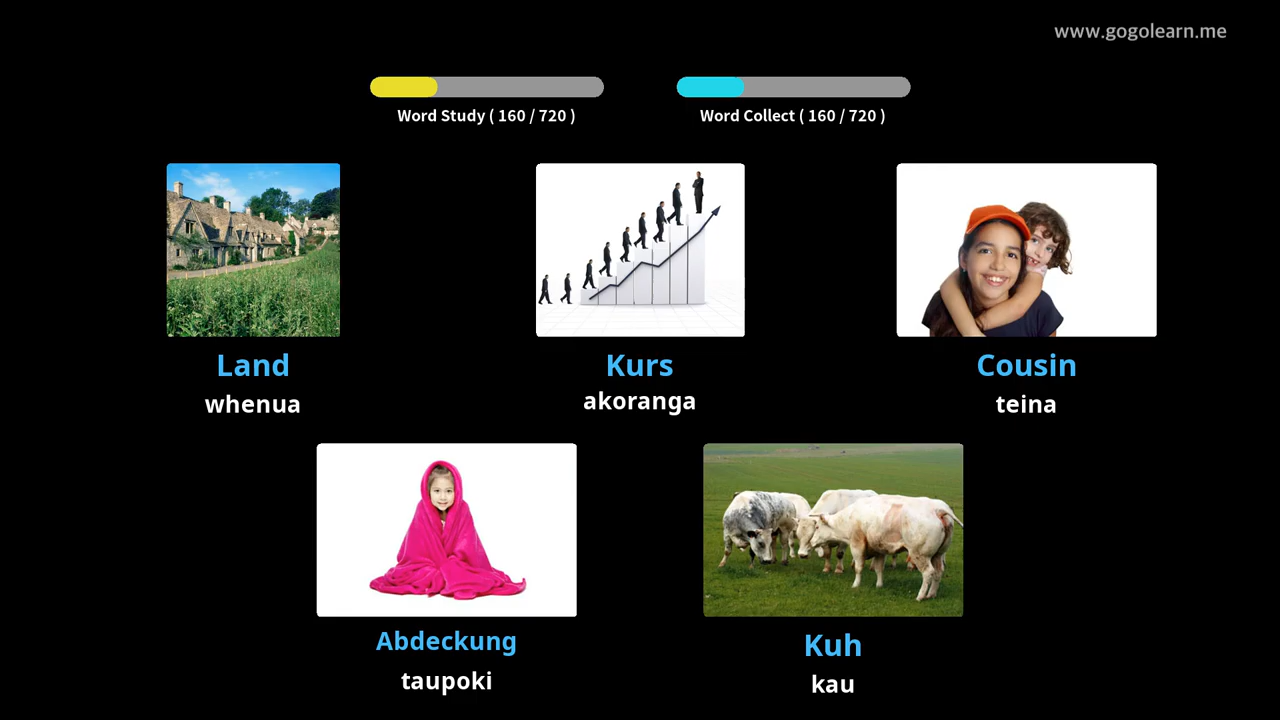 www.gogolearn.me
Word Study ( 160 / 720 )
Word Collect ( 160 / 720 )
Land
whenua
Kurs
akoranga
Cousin
teina
Abdeckung
taupoki
Kuh
kau